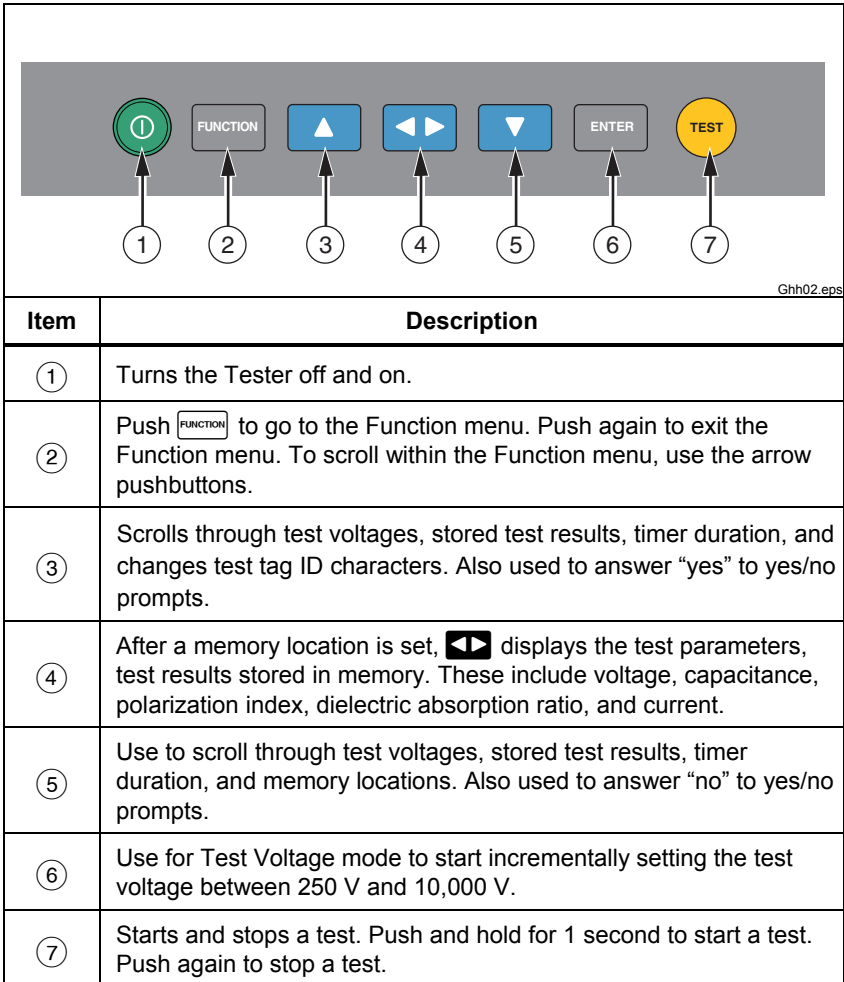 FUNCTION
ENTER
TEST
1
2
3
4
5
6
7
Ghh02.eps
Item
Description
1
Turns the Tester off and on.
2
Push FUNCTION to go to the Function menu. Push again to exit the
Function menu. To scroll within the Function menu, use the arrow
pushbuttons.
3
Scrolls through test voltages, stored test results, timer duration, and
changes test tag ID characters. Also used to answer “yes” to yes/no
prompts.
4
After a memory location is set, displays the test parameters,
test results stored in memory. These include voltage, capacitance,
polarization index, dielectric absorption ratio, and current.
5
Use to scroll through test voltages, stored test results, timer
duration, and memory locations. Also used to answer “no” to yes/no
prompts.
6
Use for Test Voltage mode to start incrementally setting the test
voltage between 250 V and 10,000 V.
7
Starts and stops a test. Push and hold for 1 second to start a test.
Push again to stop a test.